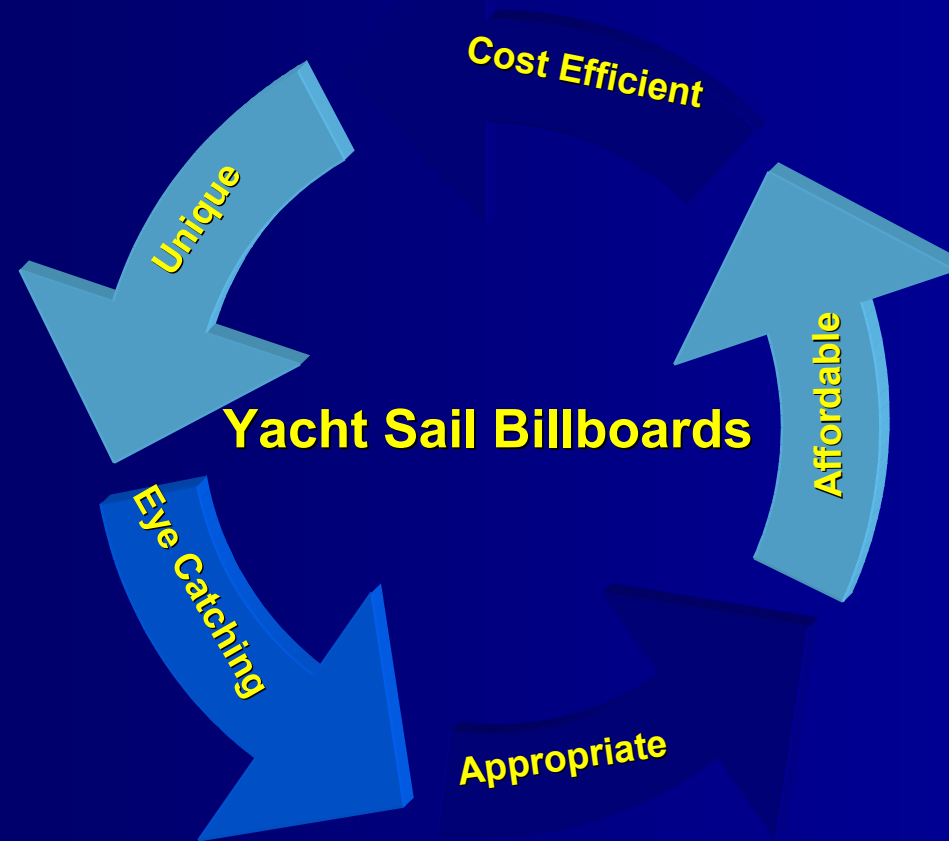 Cost Efficient
Unique
Affordable
Yacht Sail Billboards
Eye Catching
Appropriate